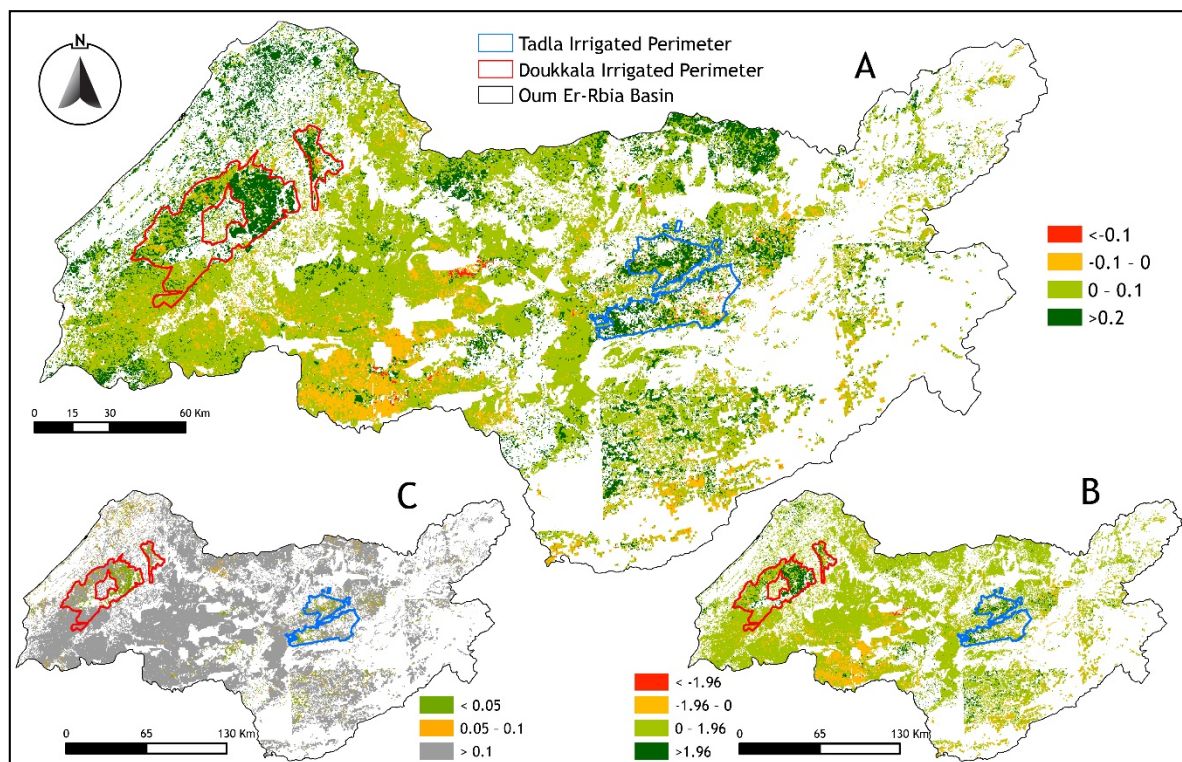 N
Tadla Irrigated Perimeter
Doukkala Irrigated Perimeter
Oum Er-Rbia Basin
A
<-0.1
-0.1 - 0
0 - 0.1
>0.2
0 15 30 60 Km
C
B
< 0.05
0.05 - 0.1
> 0.1
0 65 130 Km
< -1.96
-1.96 - 0
0 - 1.96
>1.96
0 65 130 Km